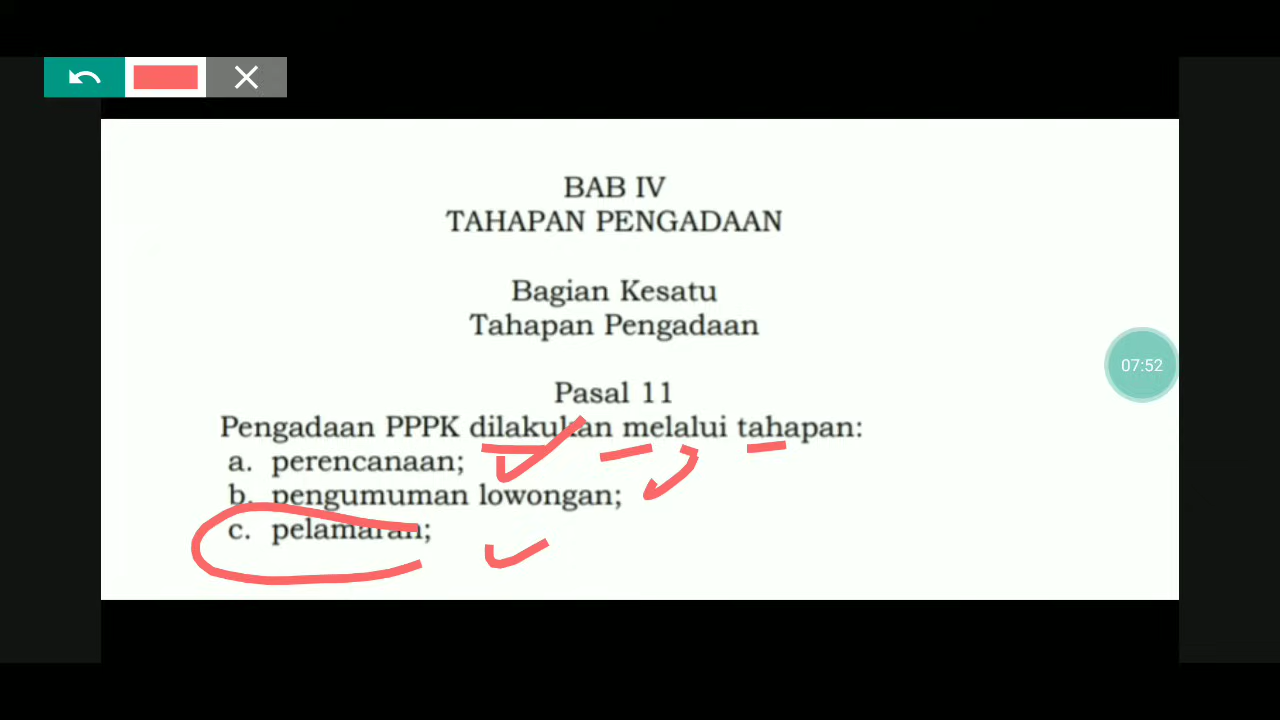 BAB IV
TAHAPAN PENGADAAN
Bagian Kesatu
Tahapan Pengadaan
07:52
Pasal 11
Pengadaan PPPK dilakukan melalui tahapan:
a. perencanaan;
b. pengumuman lowongan;
c. pelamaran;